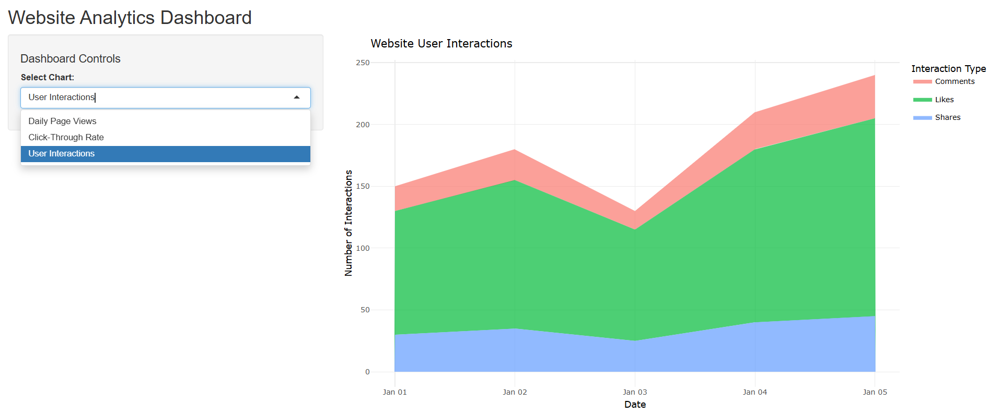 Website Analytics Dashboard
Dashboard Controls
Select Chart:
User Interactions
Daily Page Views
Click-Through Rate
User Interactions
Website User Interactions
Number of Interactions
250
200
150
100
50
0
Jan 01
Jan 02
Jan 03
Jan 04
Jan 05
Date
Interaction Type
Comments
Likes
Shares